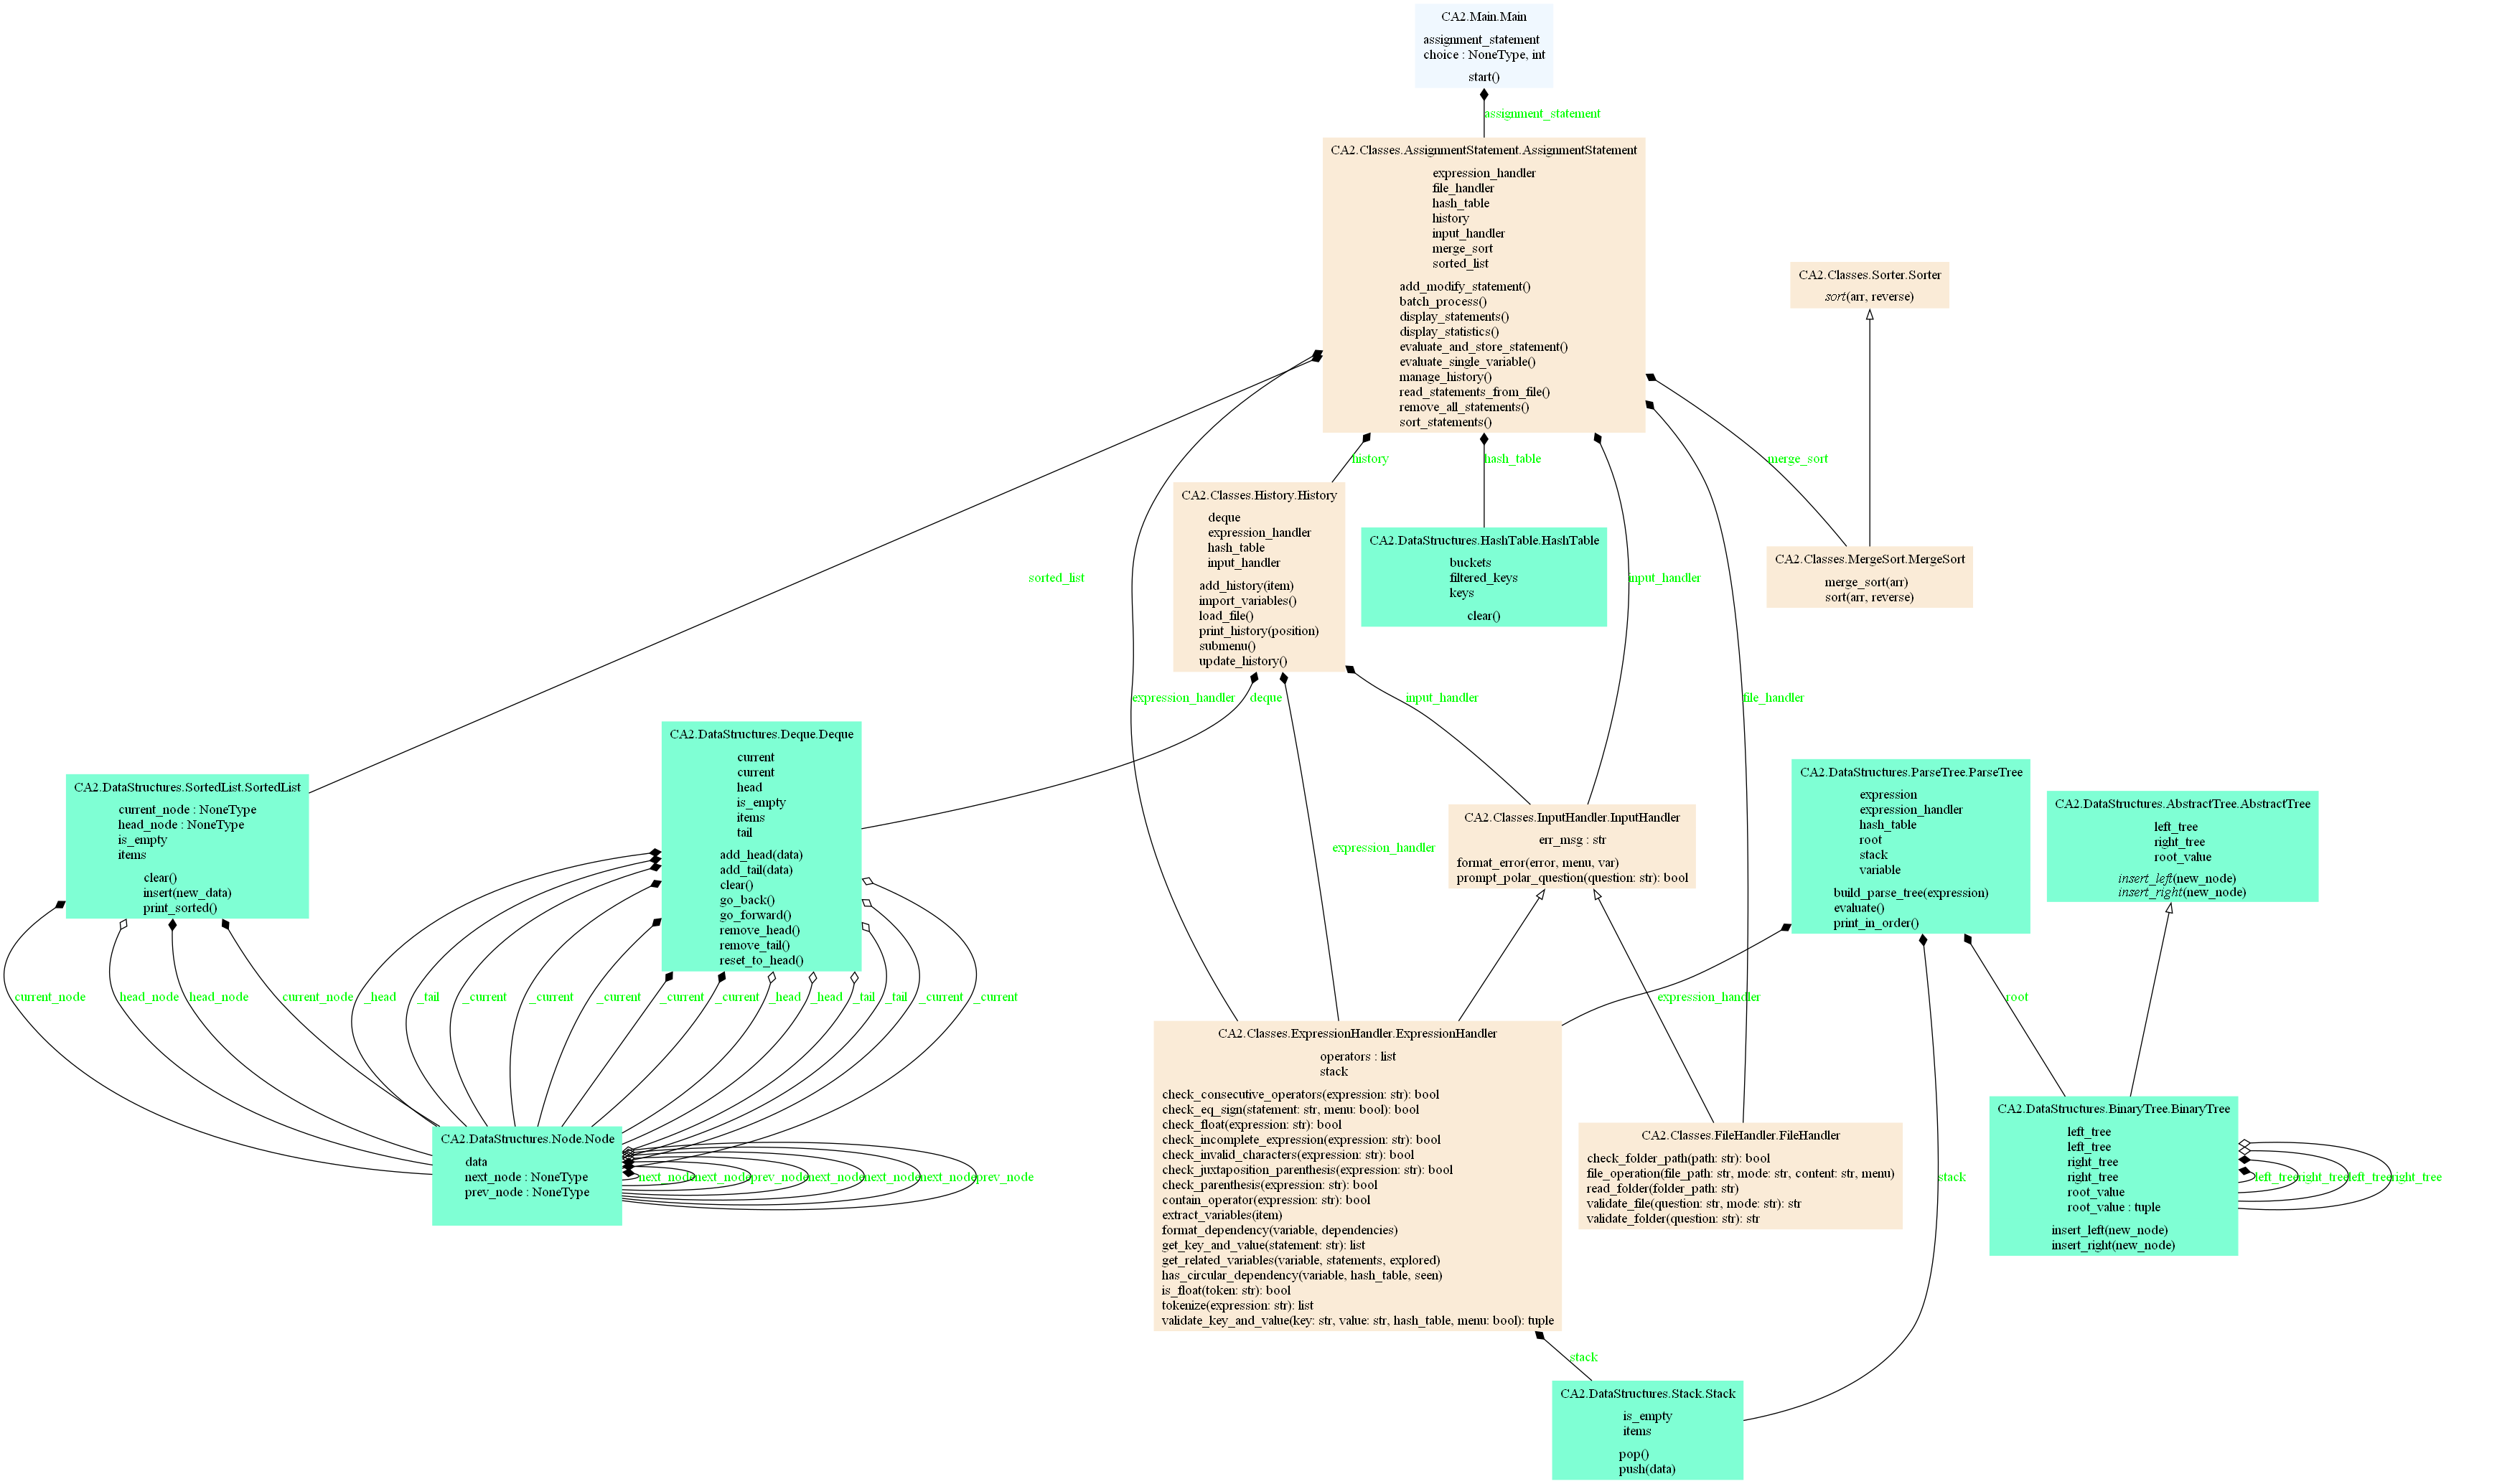 CA2.Main.Main
assignment_statement
choice : NoneType, int
start()
assignment_statement
CA2.Classes.AssignmentStatement.AssignmentStatement
expression_handler
file_handler
hash_table
history
input_handler
merge_sort
sorted_list
add_modify_statement()
batch_process()
display_statements()
display_statistics()
evaluate_and_store_statement()
evaluate_single_variable()
manage_history()
read_statements_from_file()
remove_all_statements()
sort_statements()
CA2.Classes.Sorter.Sorter
sort(arr, reverse)
history
hash_table
merge_sort
CA2.Classes.History.History
deque
expression_handler
hash_table
input_handler
add_history(item)
import_variables()
load_file()
print_history(position)
submenu()
update_history()
CA2.DataStructures.HashTable.HashTable
buckets
filtered_keys
keys
clear()
CA2.Classes.MergeSort.MergeSort
merge_sort(arr)
sort(arr, reverse)
sorted_list
input_handler
expression_handler
deque
input_handler
file_handler
CA2.DataStructures.SortedList.SortedList
current_node : NoneType
head_node : NoneType
is_empty
items
clear()
insert(new_data)
print_sorted()
CA2.DataStructures.Deque.Deque
current
current
head
is_empty
items
tail
add_head(data)
add_tail(data)
clear()
go_back()
go_forward()
remove_head()
remove_tail()
reset_to_head()
expression_handler
CA2.Classes.InputHandler.InputHandler
err_msg : str
format_error(error, menu, var)
prompt_polar_question(question: str): bool
CA2.DataStructures.ParseTree.ParseTree
expression
expression_handler
hash_table
root
stack
variable
build_parse_tree(expression)
evaluate()
print_in_order()
CA2.DataStructures.AbstractTree.AbstractTree
left_tree
right_tree
root_value
insert_left(new_node)
insert_right(new_node)
current_node
head_node
head_node
current_node
_head
_tail
_current
_current
_current
_current
_current
_head
_head
_tail
_tail
_current
_current
expression_handler
root
CA2.DataStructures.Node.Node
data
next_node : NoneType
prev_node : NoneType
next_node
next_node
prev_node
next_node
next_node
next_node
prev_node
CA2.Classes.ExpressionHandler.ExpressionHandler
operators : list
stack
check_consecutive_operators(expression: str): bool
check_eq_sign(statement: str, menu: bool): bool
check_float(expression: str): bool
check_incomplete_expression(expression: str): bool
check_invalid_characters(expression: str): bool
check_juxtaposition_parenthesis(expression: str): bool
check_parenthesis(expression: str): bool
contain_operator(expression: str): bool
extract_variables(item)
format_dependency(variable, dependencies)
get_key_and_value(statement: str): list
get_related_variables(variable, statements, explored)
has_circular_dependency(variable, hash_table, seen)
is_float(token: str): bool
tokenize(expression: str): list
validate_key_and_value(key: str, value: str, hash_table, menu: bool): tuple
CA2.Classes.FileHandler.FileHandler
check_folder_path(path: str): bool
file_operation(file_path: str, mode: str, content: str, menu)
read_folder(folder_path: str)
validate_file(question: str, mode: str): str
validate_folder(question: str): str
stack
CA2.DataStructures.BinaryTree.BinaryTree
left_tree
left_tree
right_tree
right_tree
root_value
root_value : tuple
insert_left(new_node)
insert_right(new_node)
left_tree
right_tree
left_tree
right_tree
stack
CA2.DataStructures.Stack.Stack
is_empty
items
pop()
push(data)